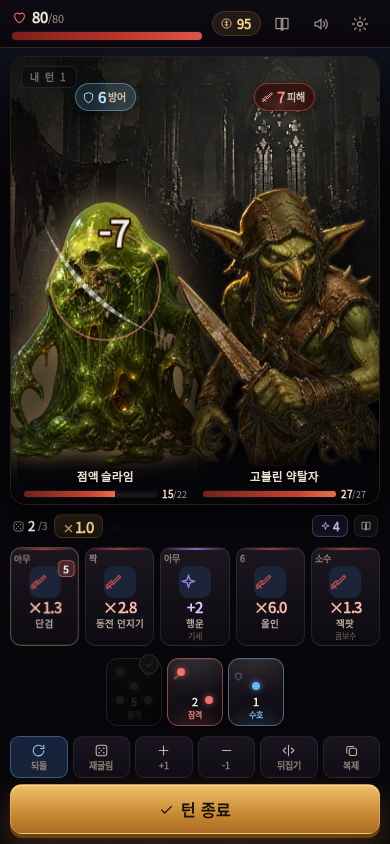 80/80
95
내 턴 1
6 방어
7 피해
-7
점액 슬라임
고블린 약탈자
15/22
27/27
2/3
×1.0
4
아무
5
×1.3
단검
짝
×2.8
동전 던지기
아무
+2
행운
기세
6
×6.0
올인
소수
×1.3
잭팟
콤보수
5
참격
2
참격
1
수호
되돌
재굴림
+1
-1
뒤집기
복제
턴 종료